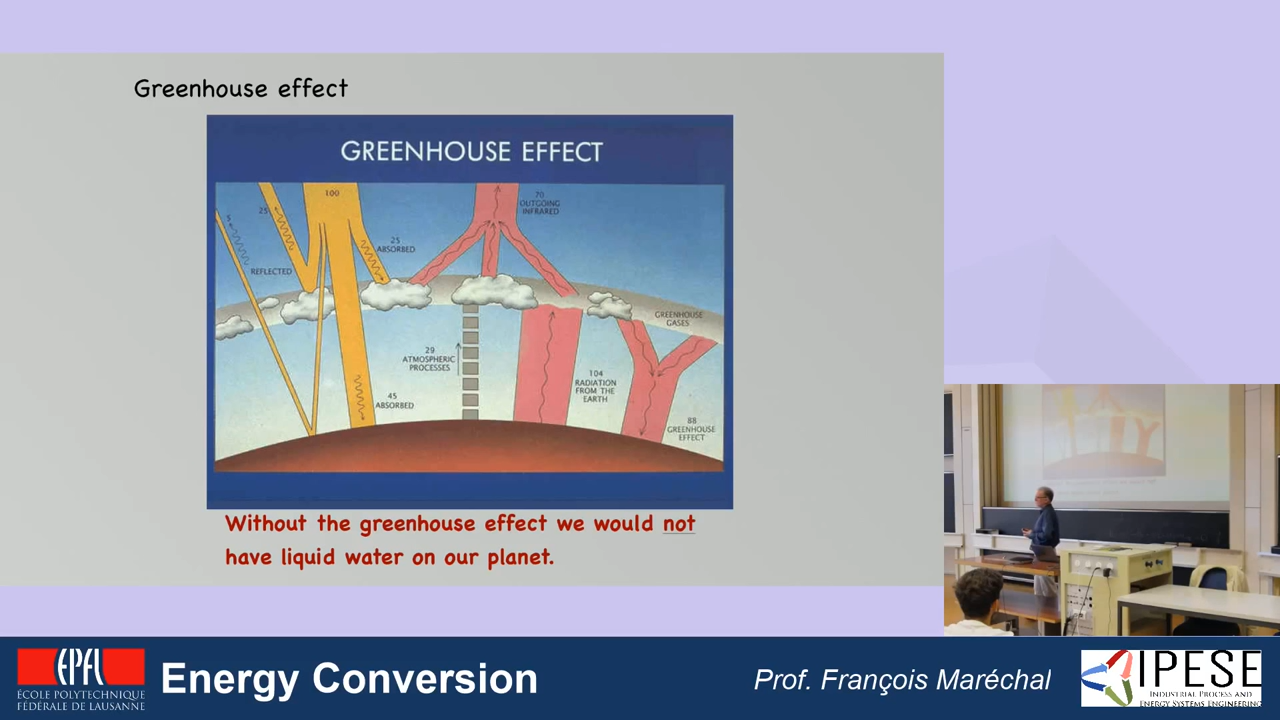 Greenhouse effect
GREENHOUSE EFFECT
100
70
OUTGOING
INFRARED
5
25
25
ABSORBED
REFLECTED
GREENHOUSE
GASES
29
ATMOSPHERIC
PROCESSES
104
RADIATION
FROM THE
EARTH
45
ABSORBED
88
GREENHOUSE
EFFECT
Without the greenhouse effect we would not
have liquid water on our planet.
EPFL
ÉCOLE POLYTECHNIQUE
FÉDÉRALE DE LAUSANNE
Energy Conversion
Prof. François Maréchal
IPESE
Industrial Process and
Energy Systems Engineering